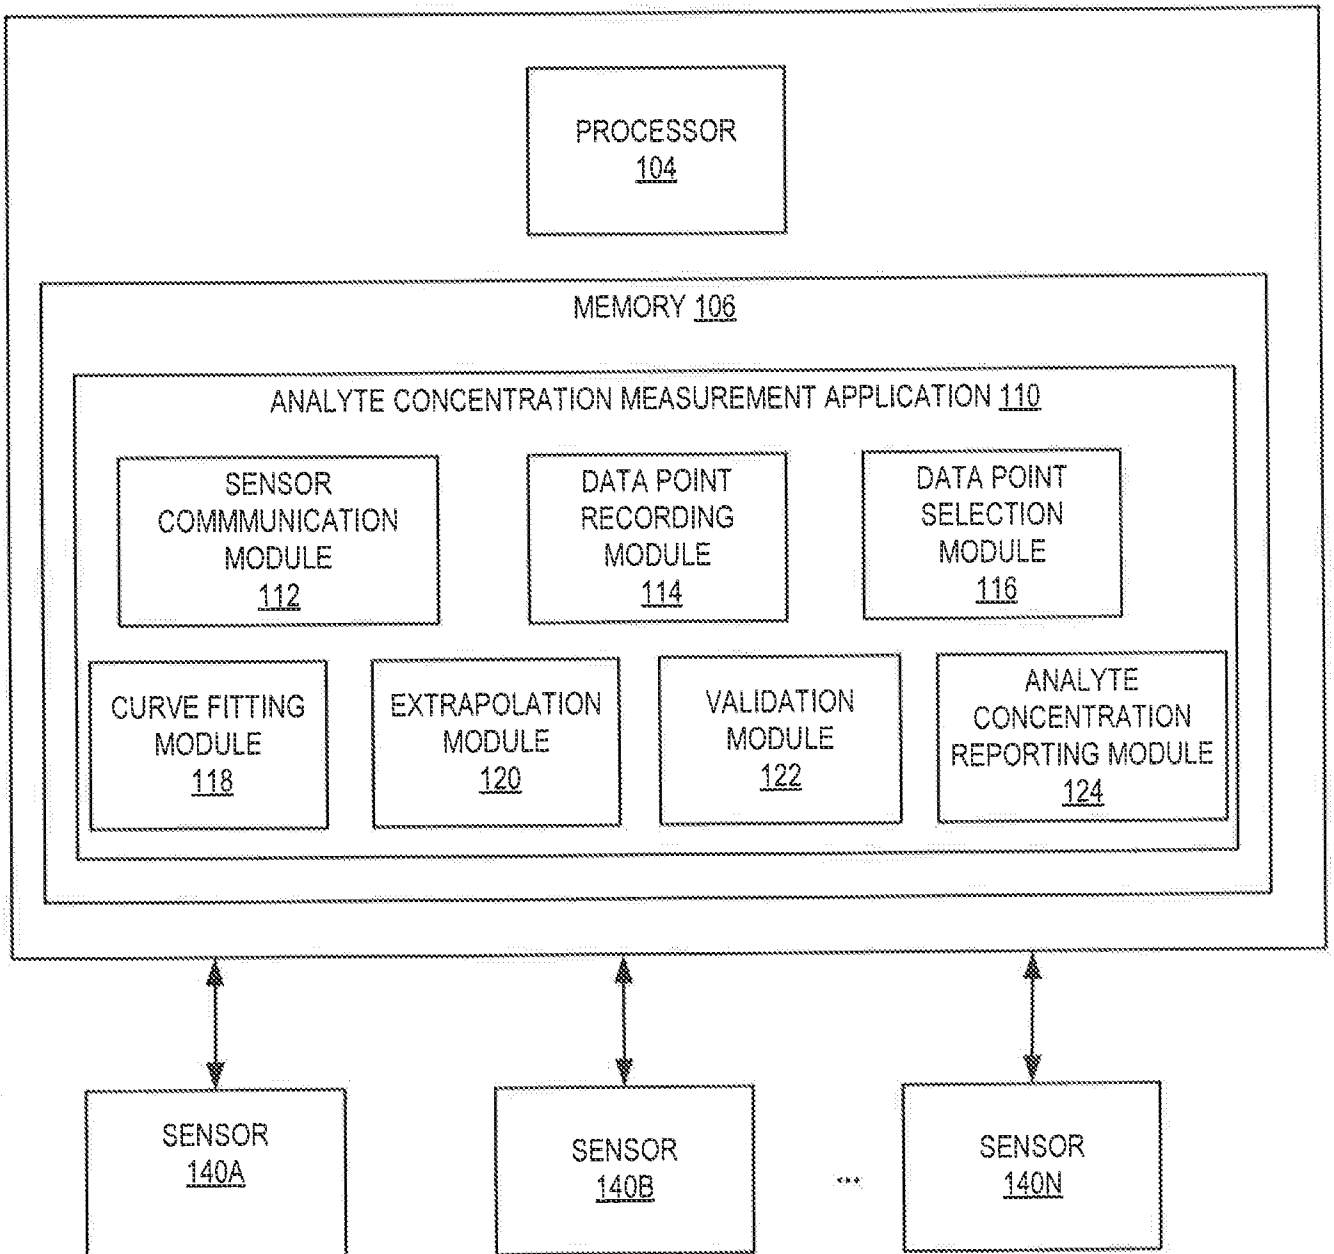 PROCESSOR
104
MEMORY 106
ANALYTE CONCENTRATION MEASUREMENT APPLICATION 110
SENSOR
COMMMUNICATION
MODULE
112
DATA POINT
RECORDING
MODULE
114
DATA POINT
SELECTION
MODULE
116
CURVE FITTING
MODULE
118
EXTRAPOLATION
MODULE
120
VALIDATION
MODULE
122
ANALYTE
CONCENTRATION
REPORTING MODULE
124
SENSOR
140A
SENSOR
140B
...
SENSOR
140N